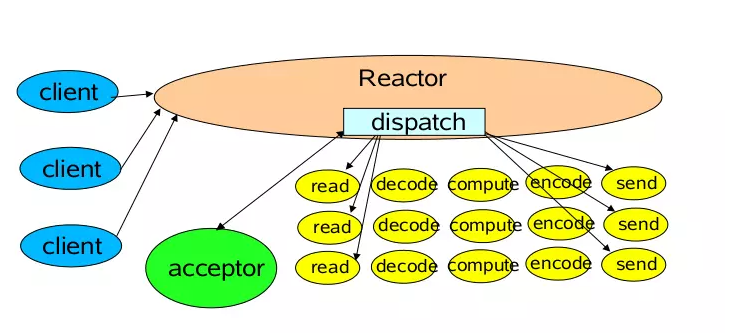 Reactor
client
dispatch
client
read decode compute encode send
read decode compute encode send
client
acceptor
read decode compute encode send